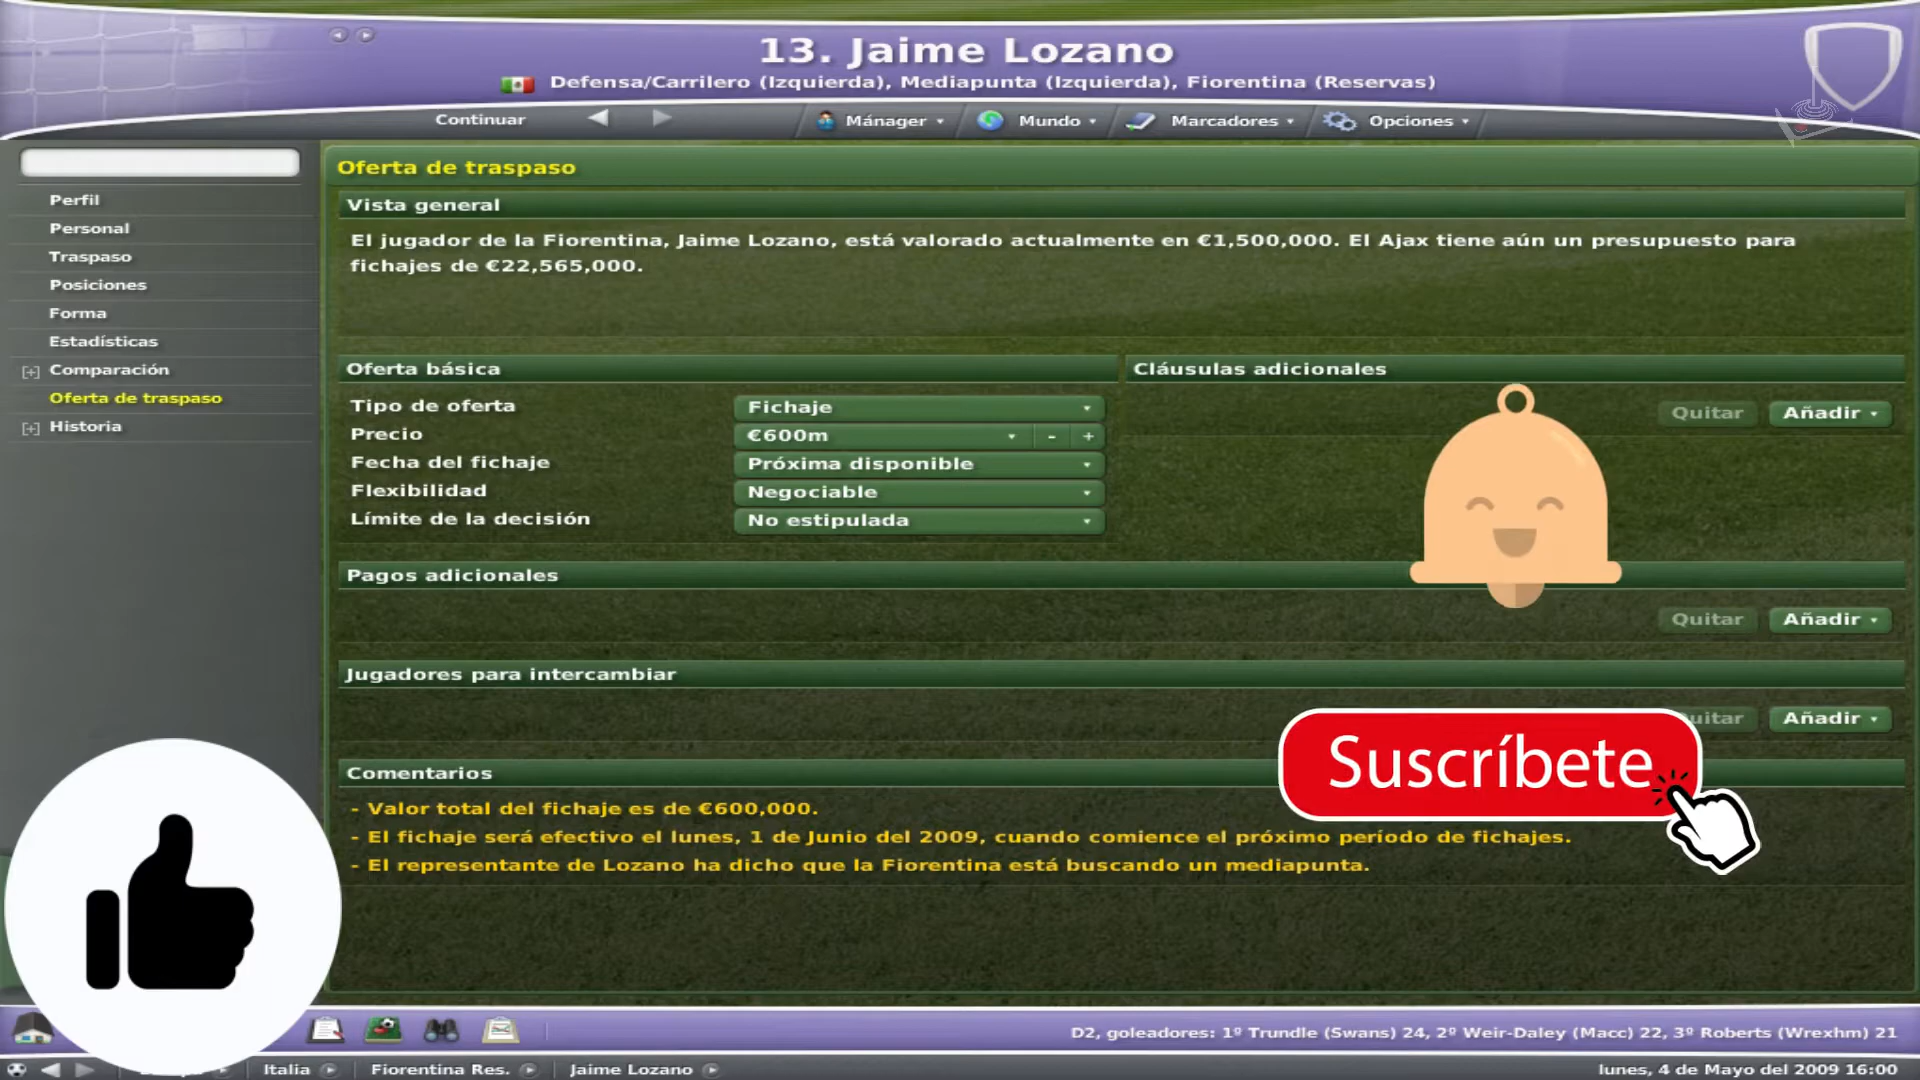 13. Jaime Lozano
Defensa/Carrilero (Izquierda), Mediapunta (Izquierda), Fiorentina (Reservas)
Continuar
Mánager
Mundo
Marcadores
Opciones
Perfil
Personal
Traspaso
Posiciones
Forma
Estadísticas
[+] Comparación
Oferta de traspaso
[+] Historia
Oferta de traspaso
Vista general
El jugador de la Fiorentina, Jaime Lozano, está valorado actualmente en €1,500,000. El Ajax tiene aún un presupuesto para
fichajes de €22,565,000.
Oferta básica
Tipo de oferta Fichaje
Precio €600m - +
Fecha del fichaje Próxima disponible
Flexibilidad Negociable
Límite de la decisión No estipulada
Cláusulas adicionales
Quitar Añadir
Pagos adicionales
Quitar Añadir
Jugadores para intercambiar
Quitar Añadir
Suscríbete
Comentarios
- Valor total del fichaje es de €600,000.
- El fichaje será efectivo el lunes, 1 de Junio del 2009, cuando comience el próximo período de fichajes.
- El representante de Lozano ha dicho que la Fiorentina está buscando un mediapunta.
D2, goleadores: 1º Trundle (Swans) 24, 2º Weir-Daley (Macc) 22, 3º Roberts (Wrexhm) 21
Italia
Fiorentina Res.
Jaime Lozano
lunes, 4 de Mayo del 2009 16:00